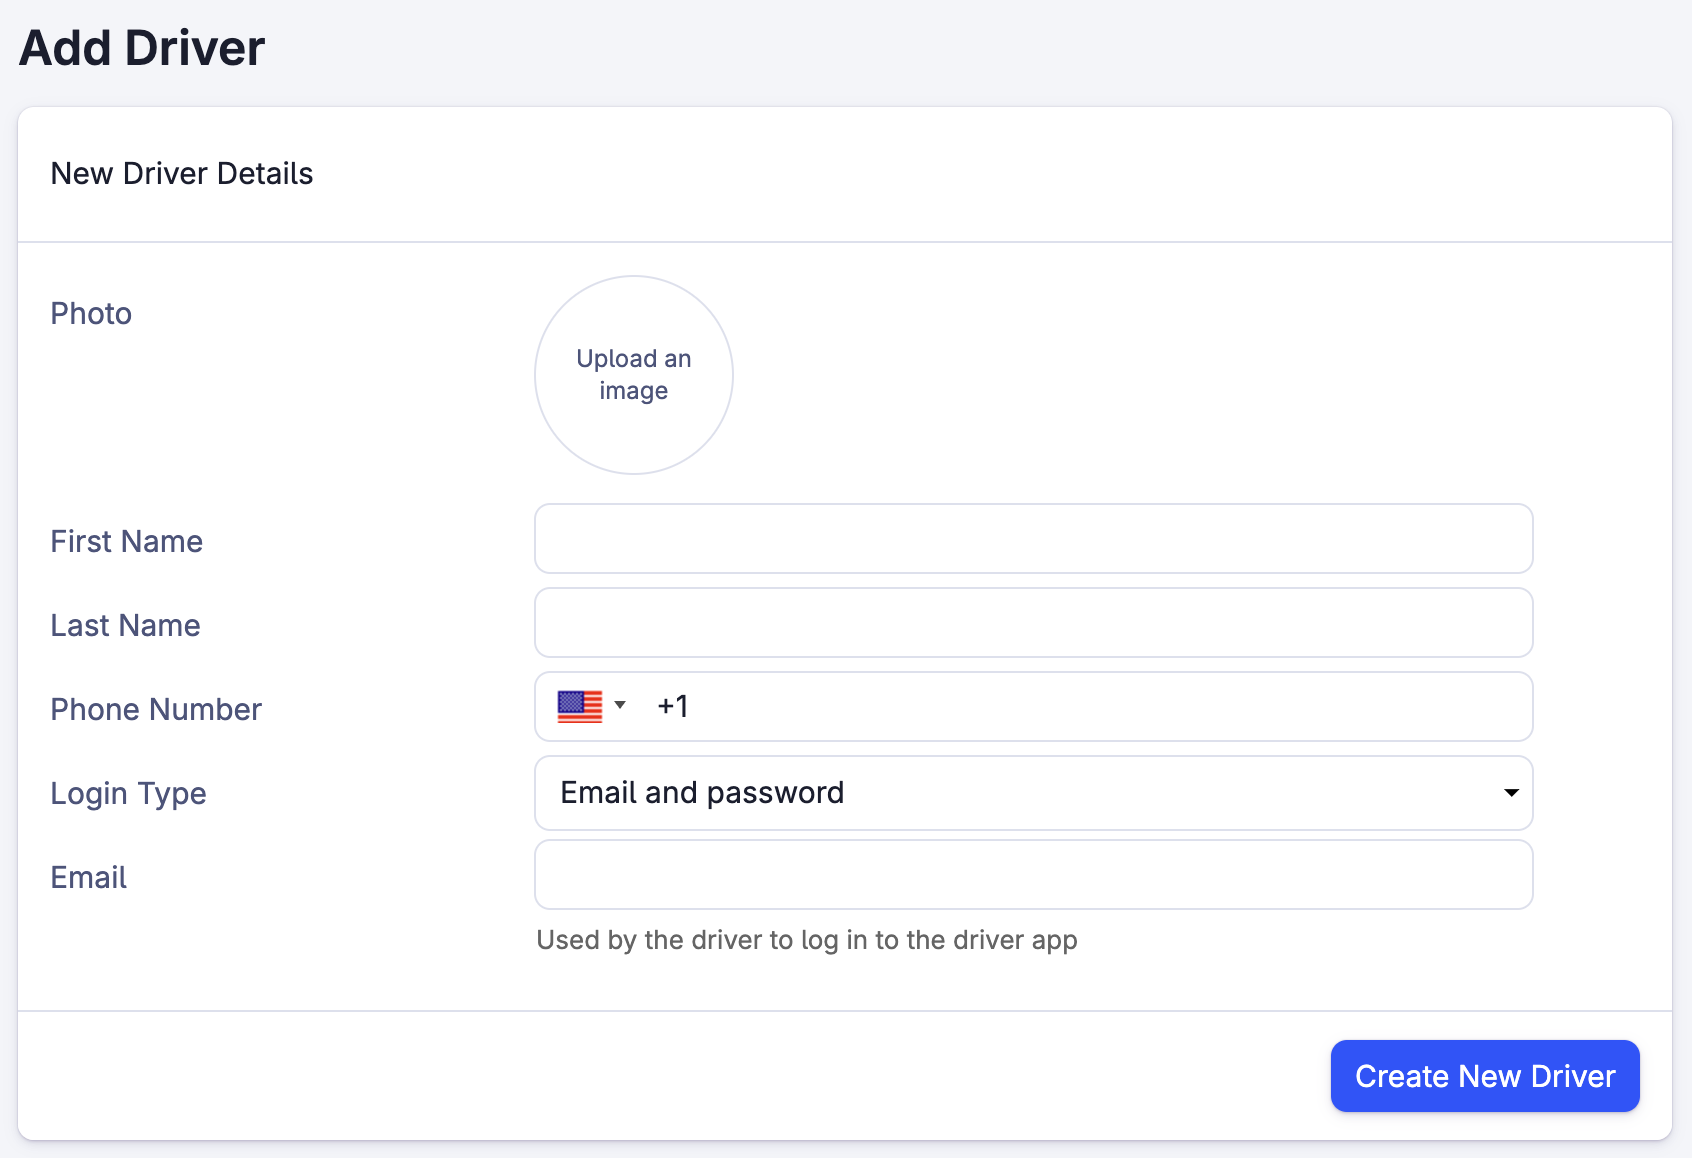 Add Driver
New Driver Details
Photo
Upload an
image
First Name
Last Name
Phone Number
+1
Login Type
Email and password
Email
Used by the driver to log in to the driver app
Create New Driver